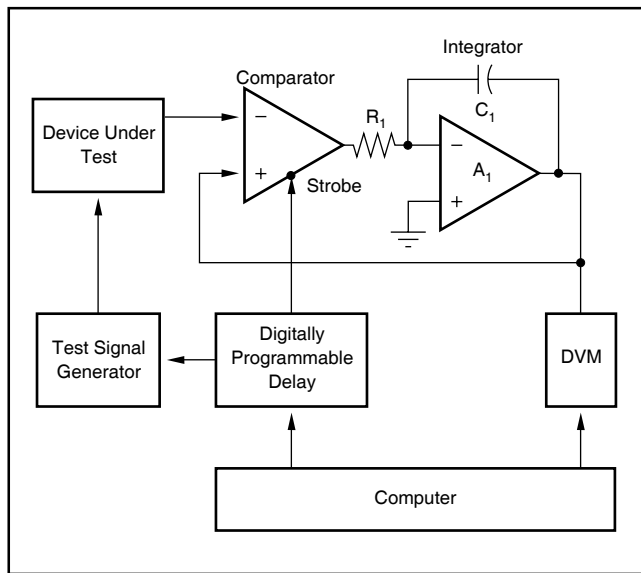 Integrator
Comparator
C1
R1
Device Under
Test
−
+
Strobe
−
A1
+
Test Signal
Generator
Digitally
Programmable
Delay
DVM
Computer